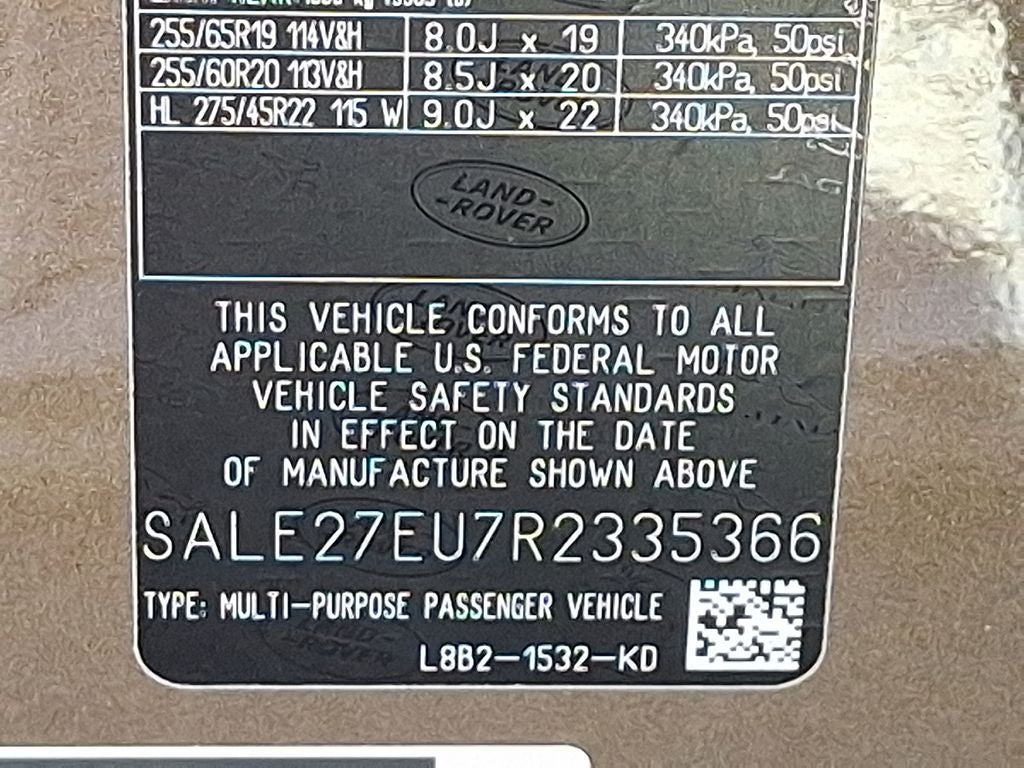 255/65R19 114V&H 8.0J x 19 340kPa, 50psi
255/60R20 113V&H 8.5J x 20 340kPa, 50psi
HL 275/45R22 115 W 9.0J x 22 340kPa, 50psi
LAND-
-ROVER
THIS VEHICLE CONFORMS TO ALL
APPLICABLE U.S. FEDERAL MOTOR
VEHICLE SAFETY STANDARDS
IN EFFECT ON THE DATE
OF MANUFACTURE SHOWN ABOVE
SALE27EU7R2335366
TYPE: MULTI-PURPOSE PASSENGER VEHICLE
L8B2-1532-KD